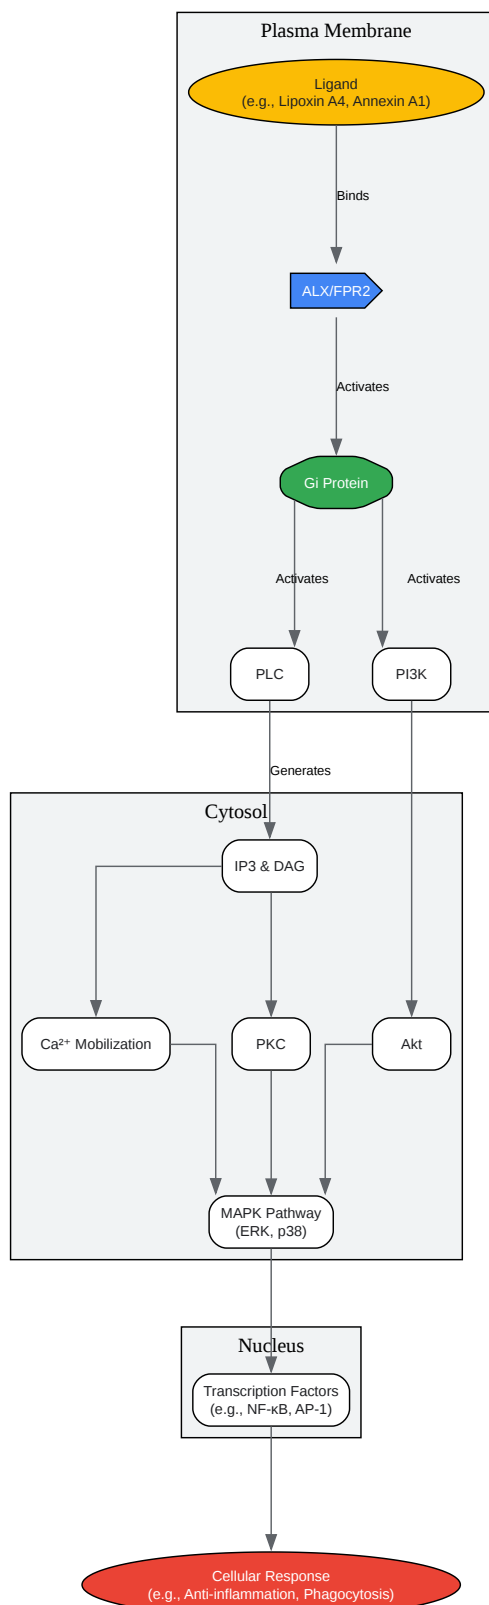 Plasma Membrane
Ligand
(e.g., Lipoxin A4, Annexin A1)
Binds
ALX/FPR2
Activates
Gi Protein
Activates
Activates
PLC
PI3K
Generates
Cytosol
IP3 & DAG
Ca²⁺ Mobilization
PKC
Akt
MAPK Pathway
(ERK, p38)
Nucleus
Transcription Factors
(e.g., NF-κB, AP-1)
Cellular Response
(e.g., Anti-inflammation, Phagocytosis)